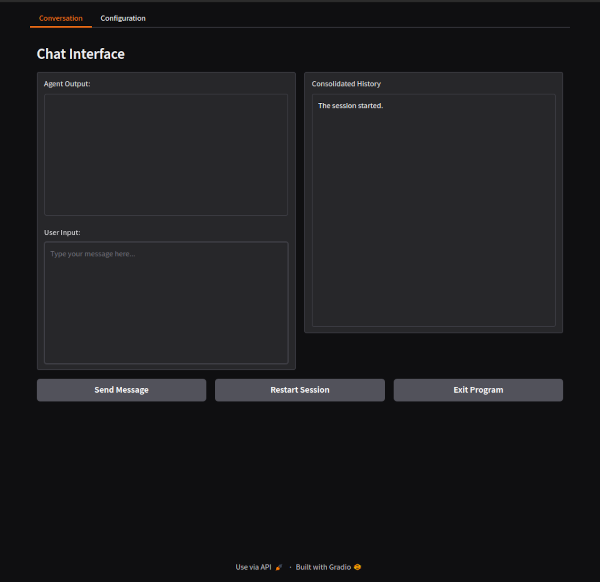 Conversation Configuration
Chat Interface
Agent Output:
User Input:
Type your message here...
Consolidated History
The session started.
Send Message Restart Session Exit Program
Use via API · Built with Gradio